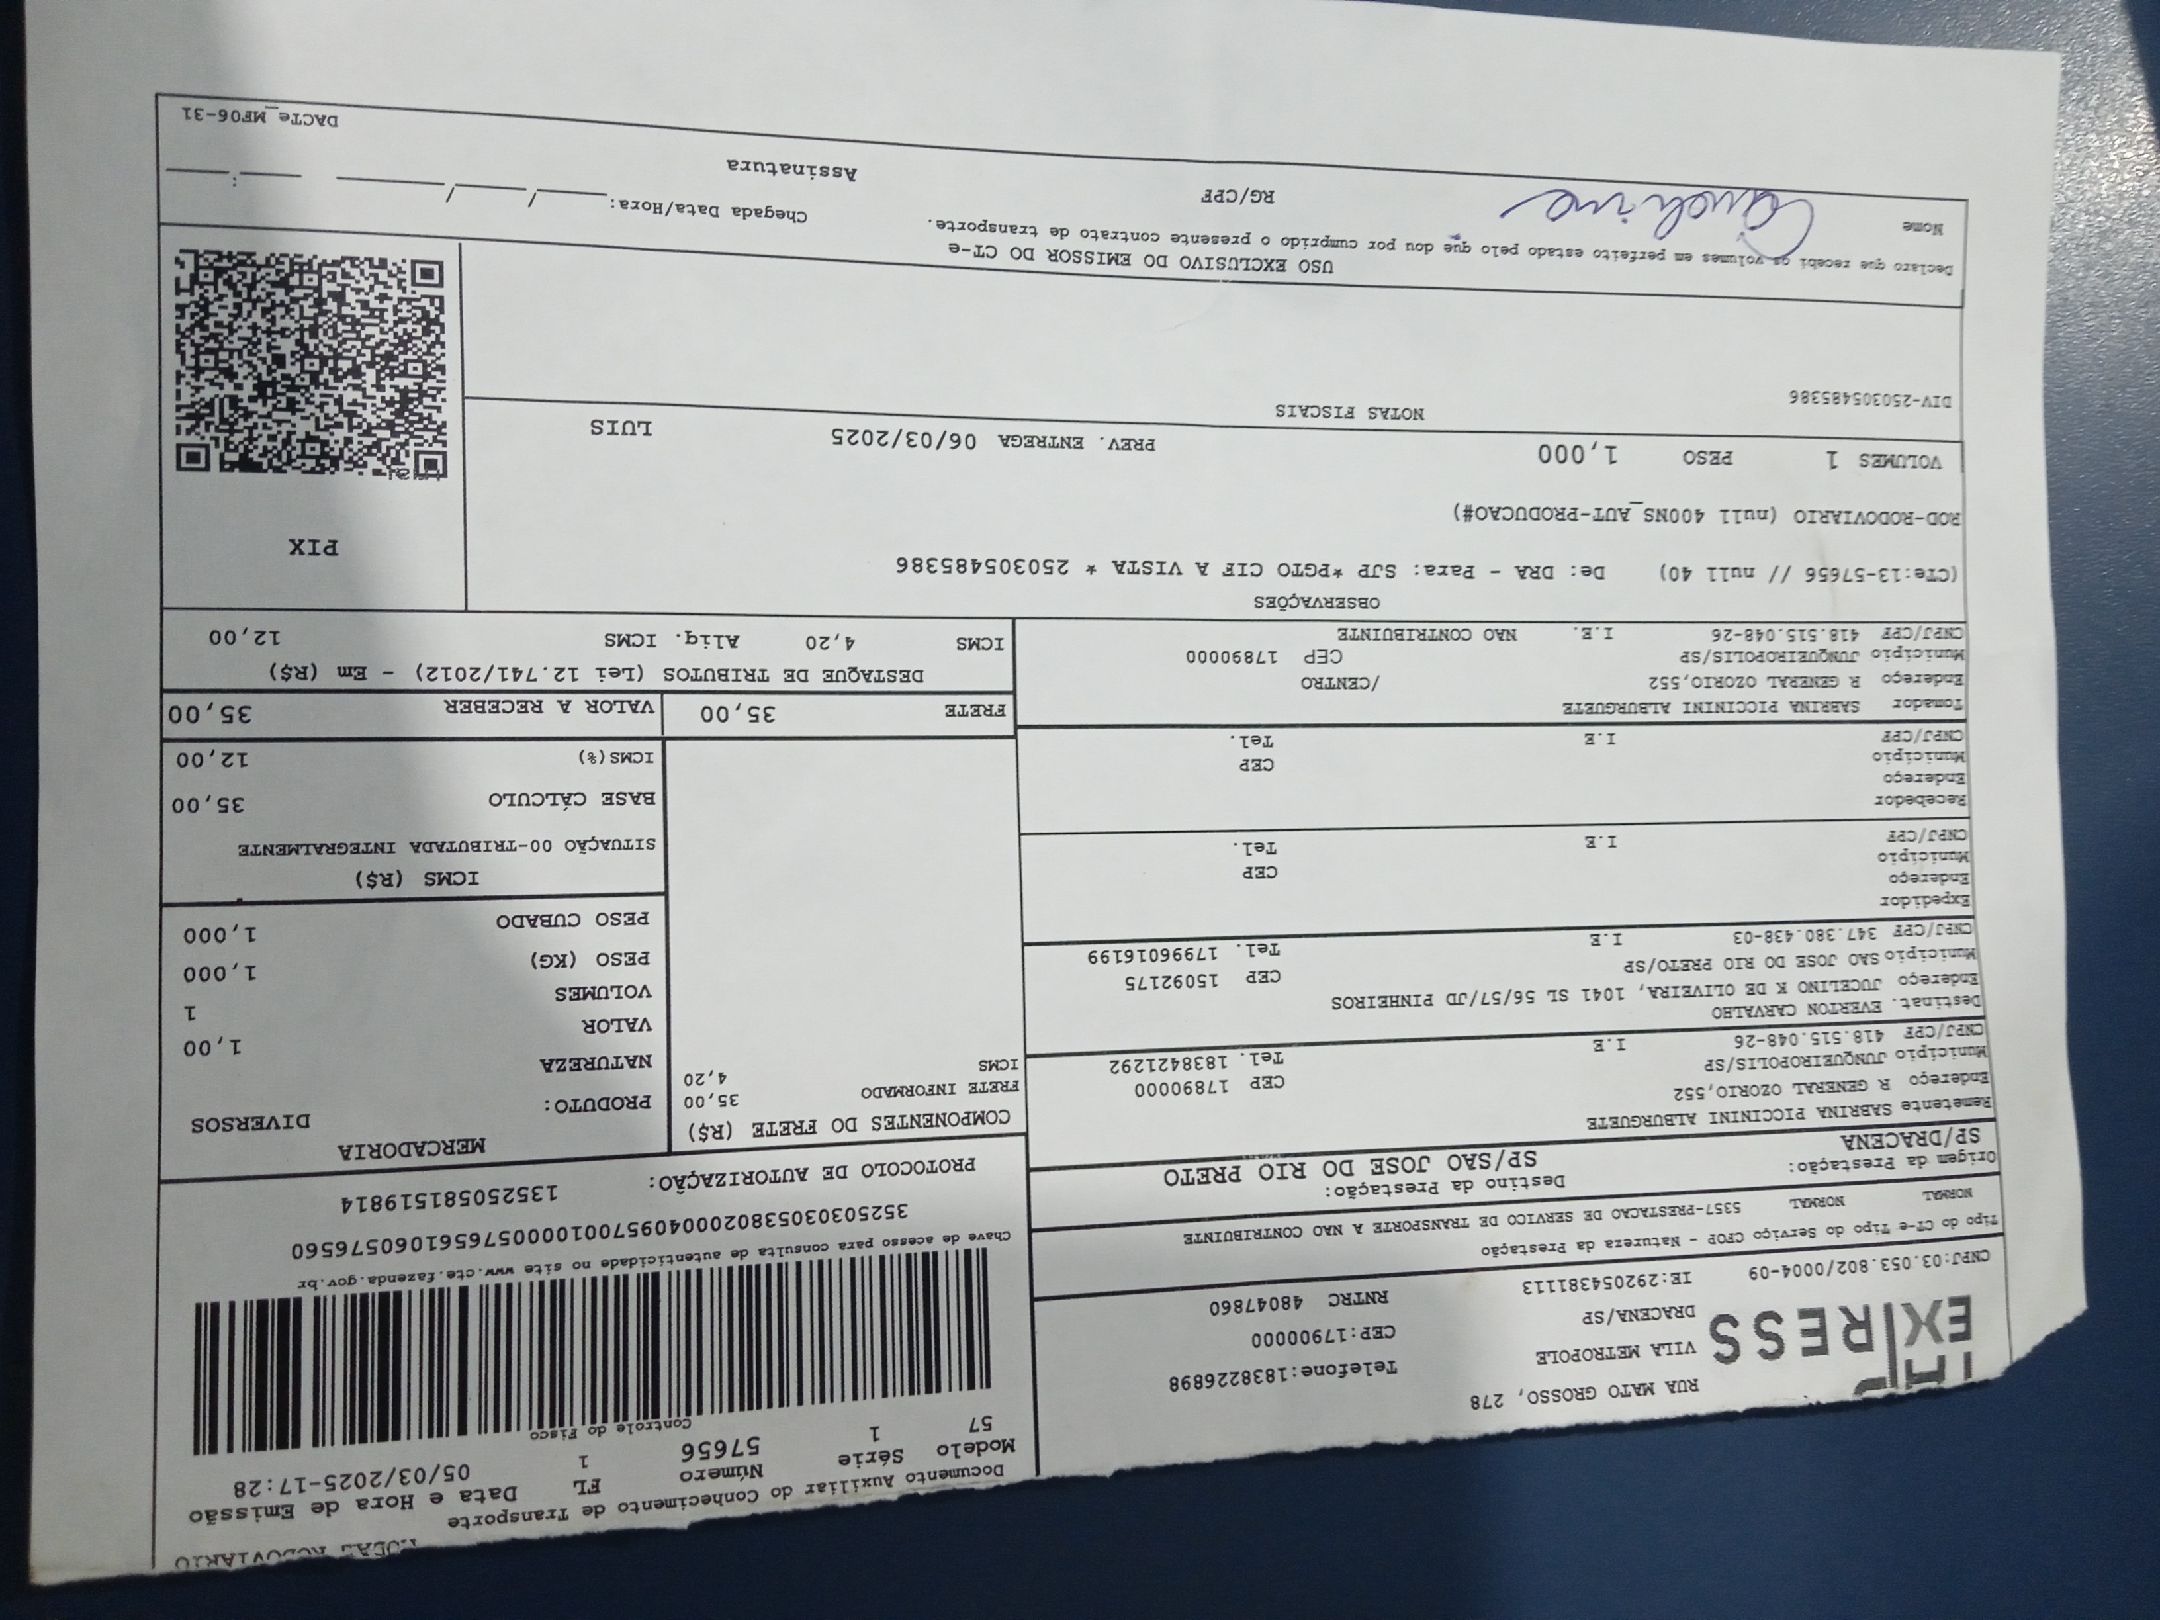 EXPRESS
RUA MATO GROSSO, 278
VILA METROPOLE
DRACENA/SP
Telefone:1838226898
CEP:17900000
RNTRC 48047860
CNPJ:03.053.802/0004-09 IE:292054381113
RODOVIARIO
Documento Auxiliar do Conhecimento de Transporte
Modelo Série Número FL Data e Hora de Emissão
57 1 57656 1 05/03/2025-17:28
Controle do Fisco
Chave de acesso para consulta de autenticidade no site www.cte.fazenda.gov.br
PROTOCOLO DE AUTORIZAÇÃO: 135250581519814
Tipo do CT-e Tipo do Serviço CFOP - Natureza da Prestação
NORMAL NORMAL 5357-PRESTACAO DE SERVICO DE TRANSPORTE A NAO CONTRIBUINTE
Origem da Prestação: Destino da Prestação:
SP/DRACENA SP/SAO JOSE DO RIO PRETO
Remetente SABRINA PICCININI ALBURGUETE
Endereço R GENERAL OZORIO,552 CEP 17890000
Município JUNQUEIROPOLIS/SP Tel. 1838421292
CNPJ/CPF 418.515.048-26 I.E
Destinat. EVERTON CARVALHO
Endereço JUCELINO K DE OLIVEIRA, 1041 SL 56/57/JD PINHEIROS
Município SAO JOSE DO RIO PRETO/SP CEP 15092175
CNPJ/CPF 347.380.438-03 I.E Tel. 17996016199
Expedidor
Endereço
Município CEP
CNPJ/CPF I.E Tel.
Recebedor
Endereço
Município CEP
CNPJ/CPF I.E Tel.
Tomador SABRINA PICCININI ALBURGUETE
Endereço R GENERAL OZORIO,552 /CENTRO
Município JUNQUEIROPOLIS/SP CEP 17890000
CNPJ/CPF 418.515.048-26 I.E. NAO CONTRIBUINTE
COMPONENTES DO FRETE (R$)
FRETE INFORMADO 35,00
ICMS 4,20
MERCADORIA
PRODUTO: DIVERSOS
NATUREZA
VALOR 1,00
VOLUMES 1
PESO (KG) 1,000
PESO CUBADO 1,000
ICMS (R$)
SITUAÇÃO 00-TRIBUTADA INTEGRALMENTE
BASE CÁLCULO 35,00
ICMS(%) 12,00
FRETE 35,00 VALOR A RECEBER 35,00
DESTAQUE DE TRIBUTOS (Lei 12.741/2012) - Em (R$)
ICMS 4,20 Aliq. ICMS 12,00
OBSERVAÇÕES
(CTe:13-57656 // null 40) De: DRA - Para: SJP *PGTO CIF A VISTA * 250305485386
ROD-RODOVIARIO (null 400NS_AUT-PRODUCAO#)
PIX
VOLUMES 1 PESO 1,000 PREV. ENTREGA 06/03/2025 LUIS
NOTAS FISCAIS
DIV-250305485386
USO EXCLUSIVO DO EMISSOR DO CT-e
Declaro que recebi os volumes em perfeito estado pelo que dou por cumprido o presente contrato de transporte.
Chegada Data/Hora: ____/____/______ ____:____
Nome RG/CPF Assinatura
DACTe_MF06-31